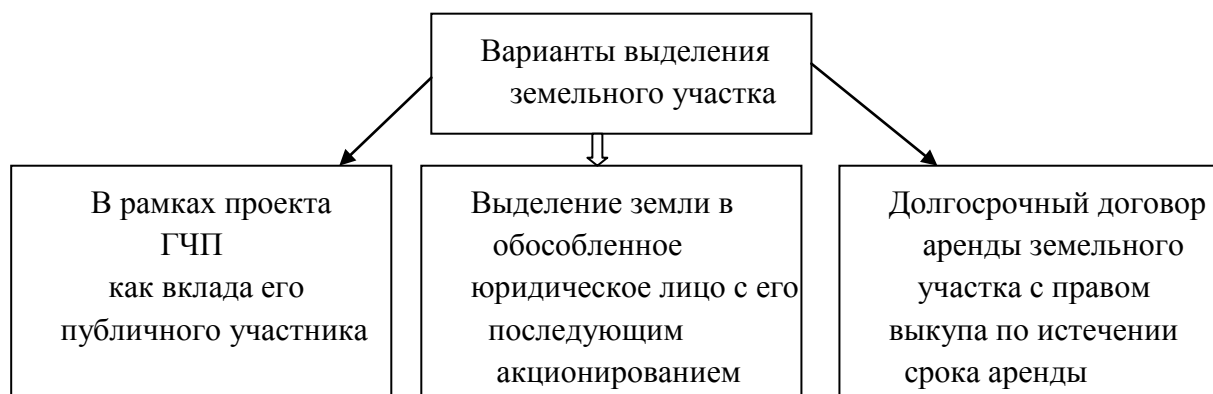 Варианты выделения
земельного участка
В рамках проекта
ГЧП
как вклада его
публичного участника
Выделение земли в
обособленное
юридическое лицо с его
последующим
акционированием
Долгосрочный договор
аренды земельного
участка с правом
выкупа по истечении
срока аренды